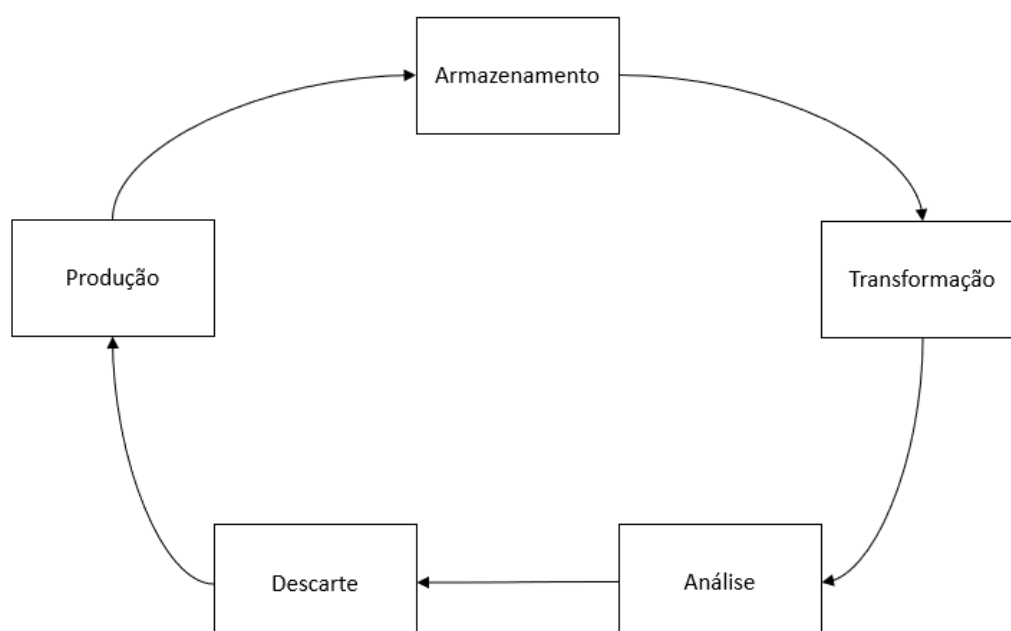 Armazenamento
Produção
Transformação
Descarte
Análise